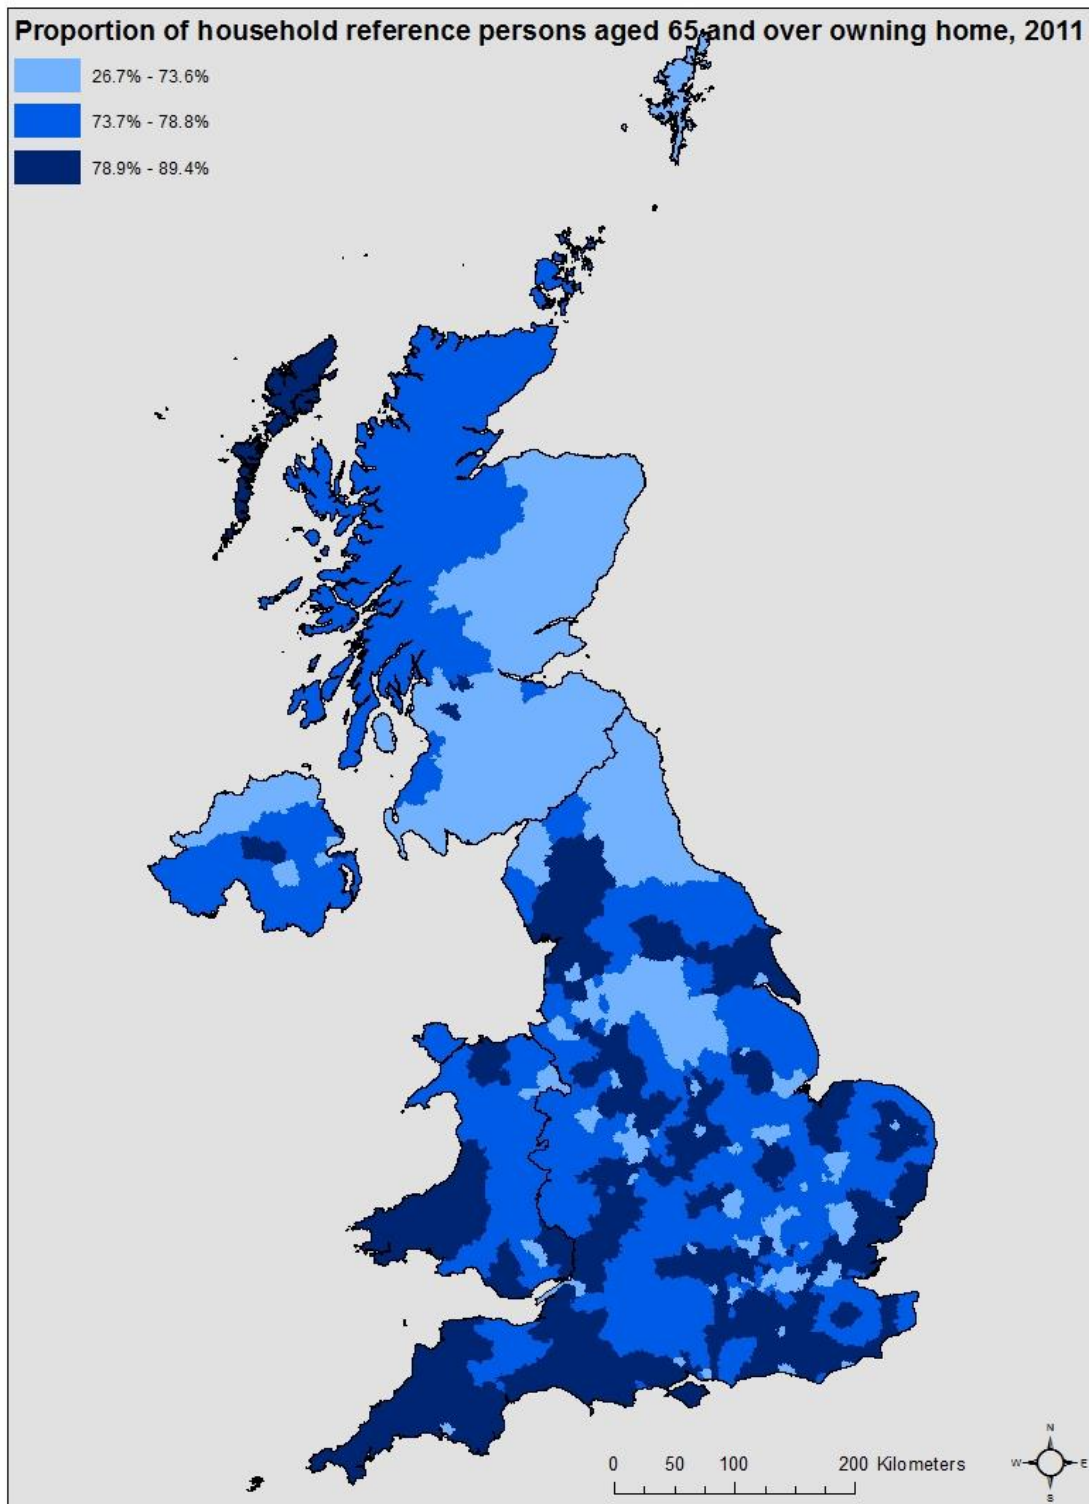 Proportion of household reference persons aged 65 and over owning home, 2011
26.7% - 73.6%
73.7% - 78.8%
78.9% - 89.4%
N
W E
S
0 50 100 200 Kilometers